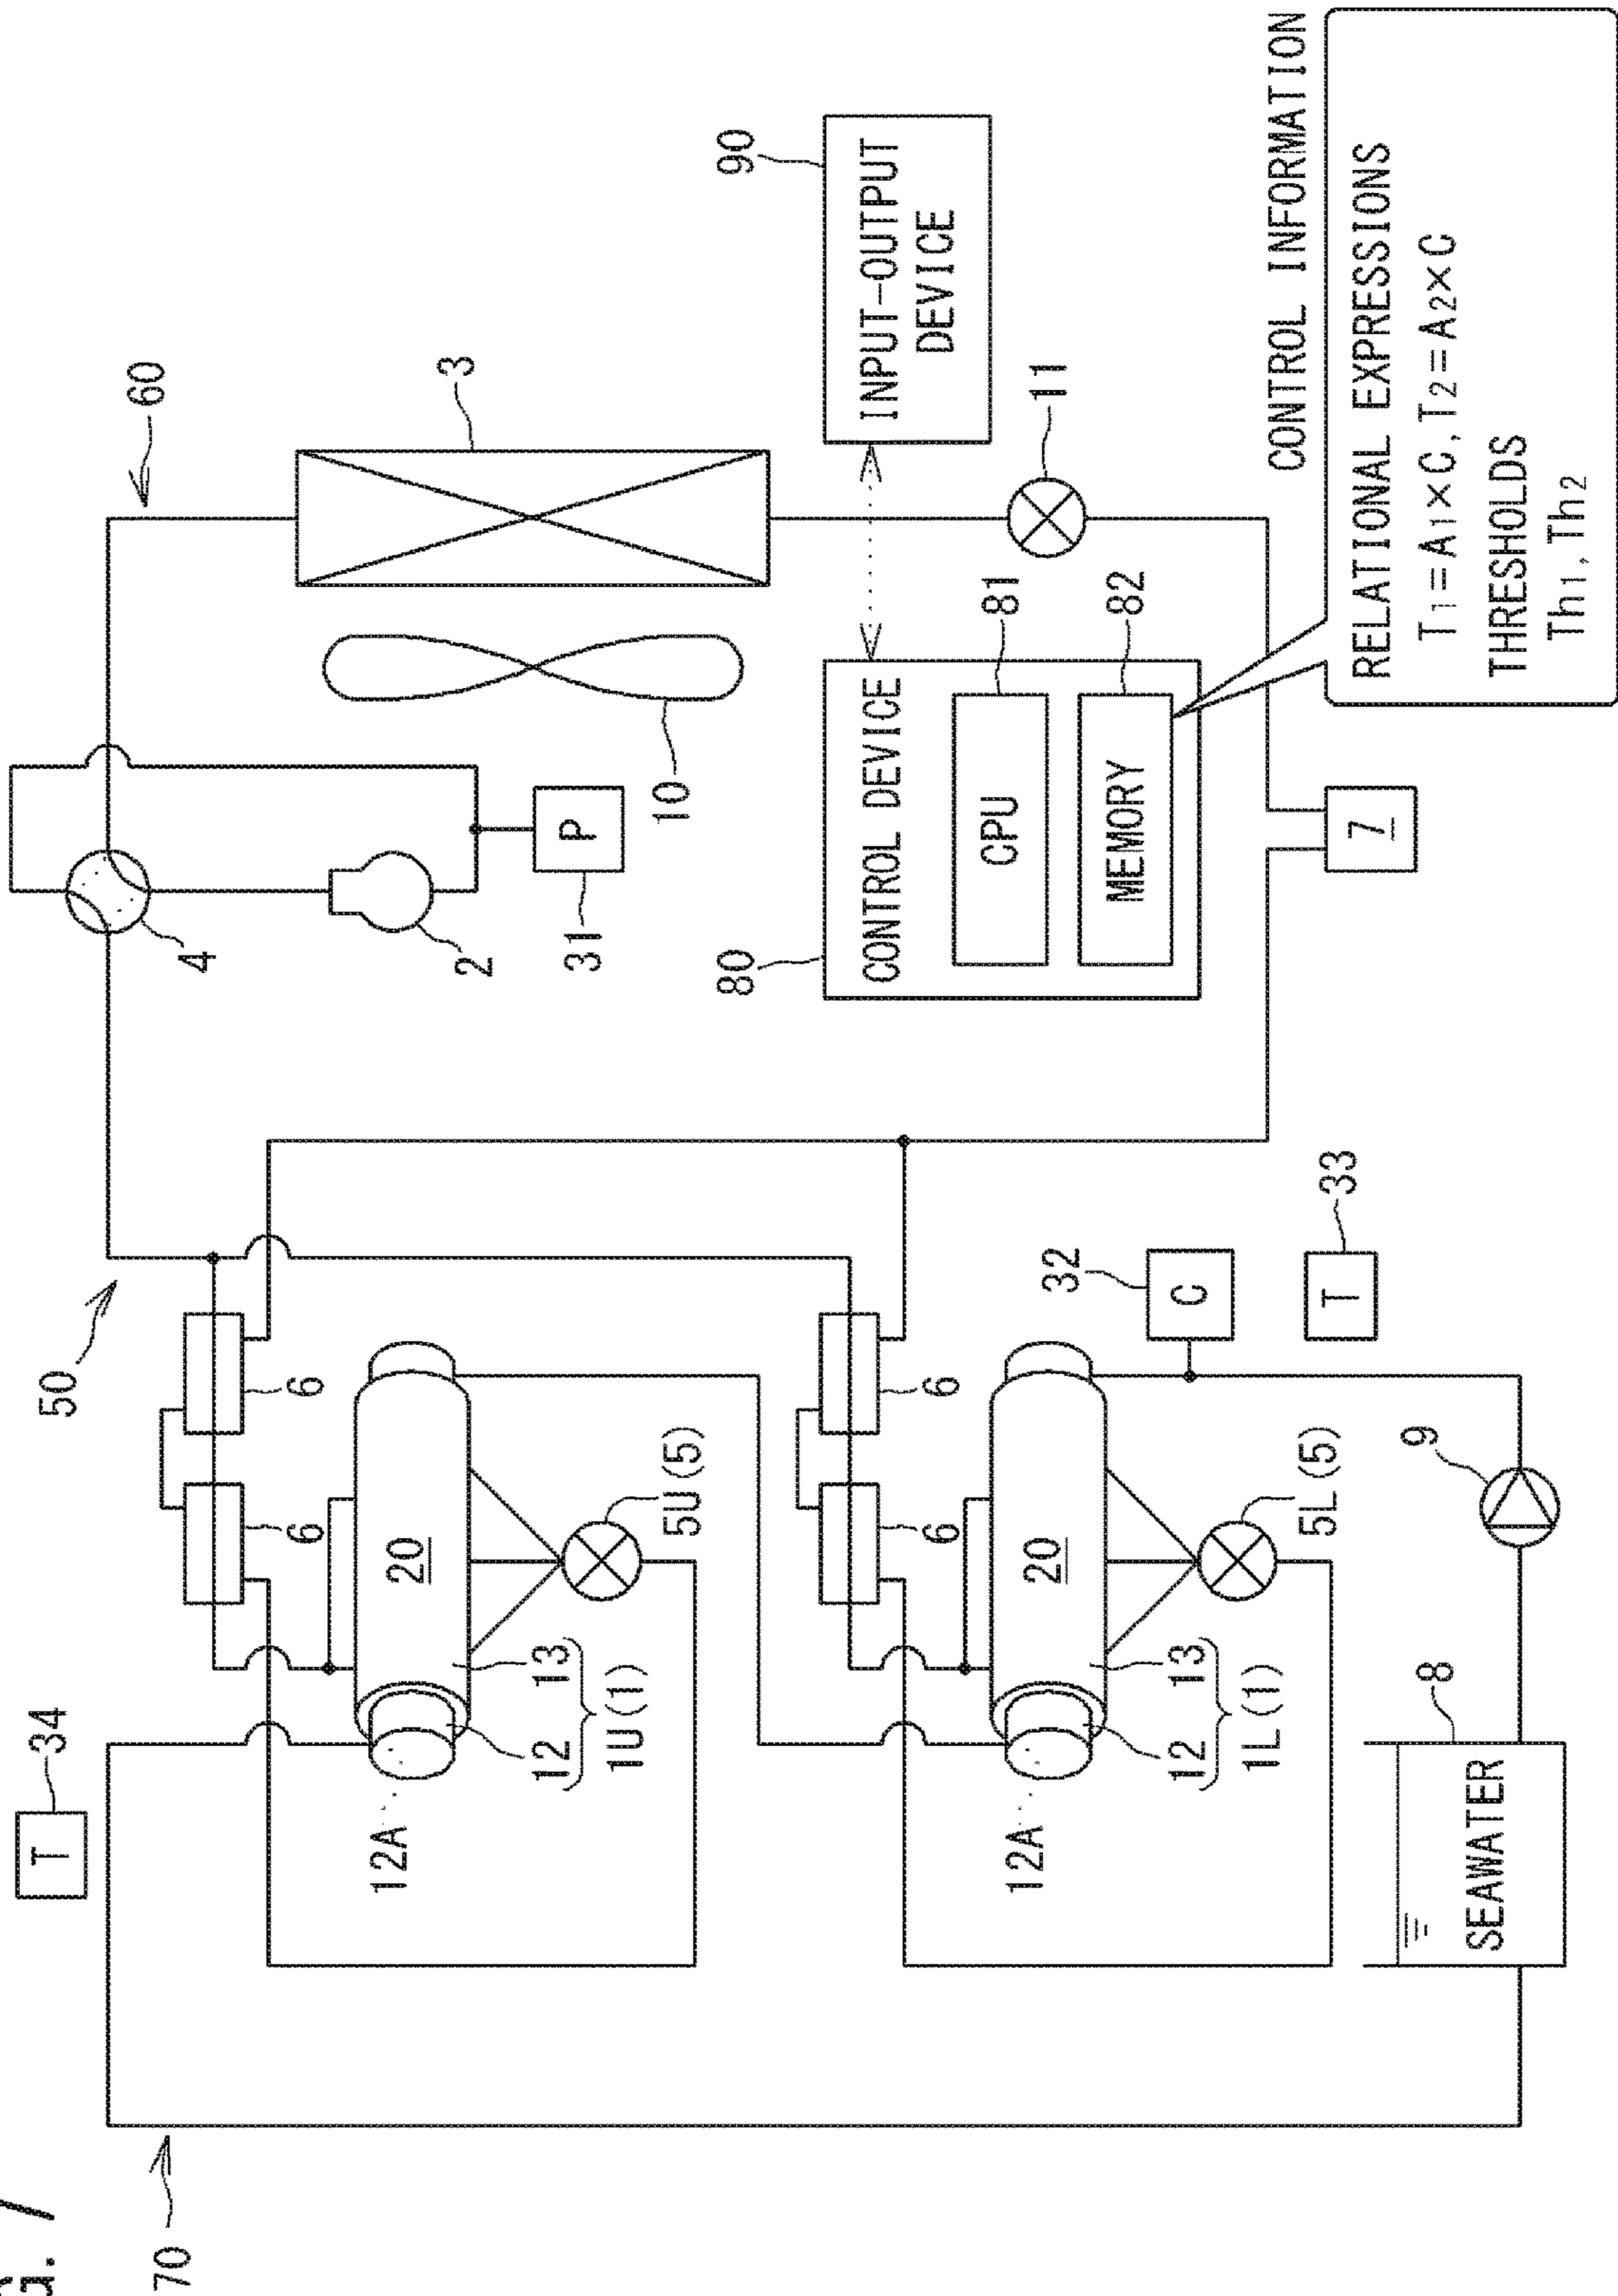 60
3
90
INPUT-OUTPUT
DEVICE
4
2
P
31
10
11
80
CONTROL DEVICE
CPU
81
MEMORY
82
CONTROL INFORMATION
RELATIONAL EXPRESSIONS
T1=A1×C, T2=A2×C
THRESHOLDS
Th1, Th2
7
50
6
6
20
5U(5)
13
12
1U(1)
12A
34
T
6
6
20
5L(5)
13
12
1L(1)
12A
32
C
33
T
9
8
SEAWATER
70